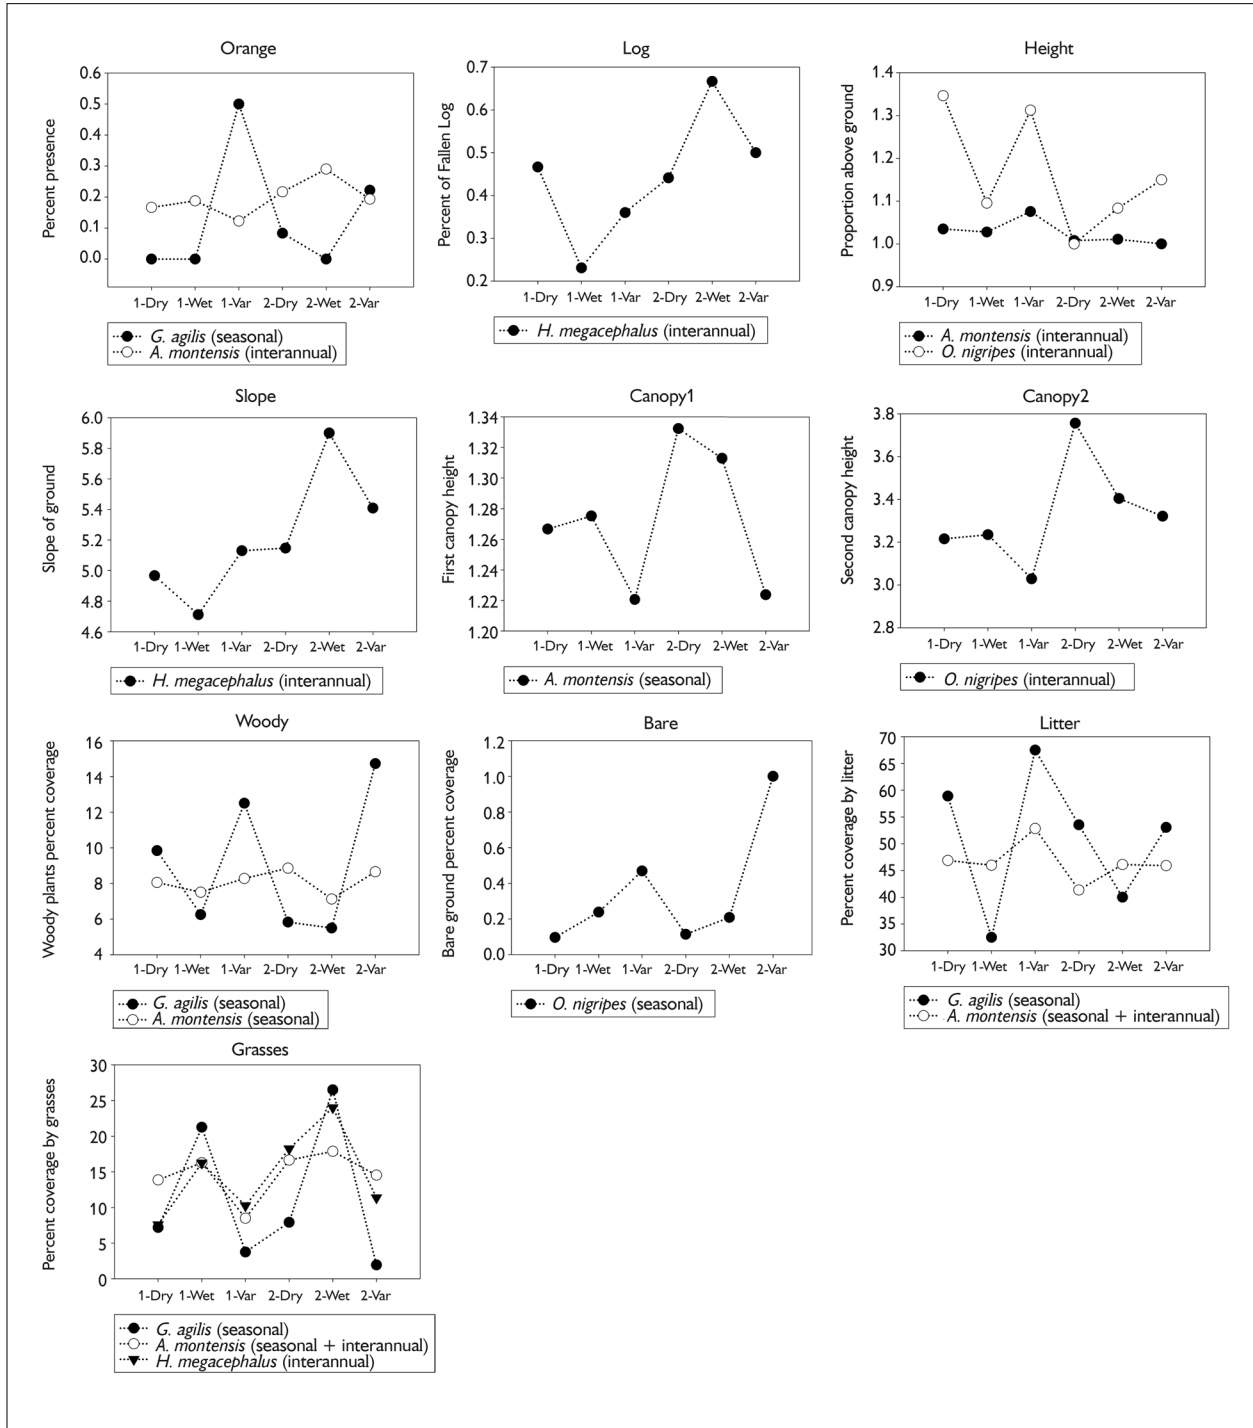 Orange
Percent presence
0.6
0.5
0.4
0.3
0.2
0.1
0.0
1-Dry 1-Wet 1-Var 2-Dry 2-Wet 2-Var
G. agilis (seasonal)
A. montensis (interannual)
Log
Percent of Fallen Log
0.7
0.6
0.5
0.4
0.3
0.2
1-Dry 1-Wet 1-Var 2-Dry 2-Wet 2-Var
H. megacephalus (interannual)
Height
Proportion above ground
1.4
1.3
1.2
1.1
1.0
0.9
1-Dry 1-Wet 1-Var 2-Dry 2-Wet 2-Var
A. montensis (interannual)
O. nigripes (interannual)
Slope
Slope of ground
6.0
5.8
5.6
5.4
5.2
5.0
4.8
4.6
1-Dry 1-Wet 1-Var 2-Dry 2-Wet 2-Var
H. megacephalus (interannual)
Canopy1
First canopy height
1.34
1.32
1.30
1.28
1.26
1.24
1.22
1.20
1-Dry 1-Wet 1-Var 2-Dry 2-Wet 2-Var
A. montensis (seasonal)
Canopy2
Second canopy height
3.8
3.6
3.4
3.2
3.0
2.8
1-Dry 1-Wet 1-Var 2-Dry 2-Wet 2-Var
O. nigripes (interannual)
Woody
Woody plants percent coverage
16
14
12
10
8
6
4
1-Dry 1-Wet 1-Var 2-Dry 2-Wet 2-Var
G. agilis (seasonal)
A. montensis (seasonal)
Bare
Bare ground percent coverage
1.2
1.0
0.8
0.6
0.4
0.2
0.0
1-Dry 1-Wet 1-Var 2-Dry 2-Wet 2-Var
O. nigripes (seasonal)
Litter
Percent coverage by litter
70
65
60
55
50
45
40
35
30
1-Dry 1-Wet 1-Var 2-Dry 2-Wet 2-Var
G. agilis (seasonal)
A. montensis (seasonal + interannual)
Grasses
Percent coverage by grasses
30
25
20
15
10
5
0
1-Dry 1-Wet 1-Var 2-Dry 2-Wet 2-Var
G. agilis (seasonal)
A. montensis (seasonal + interannual)
H. megacephalus (interannual)